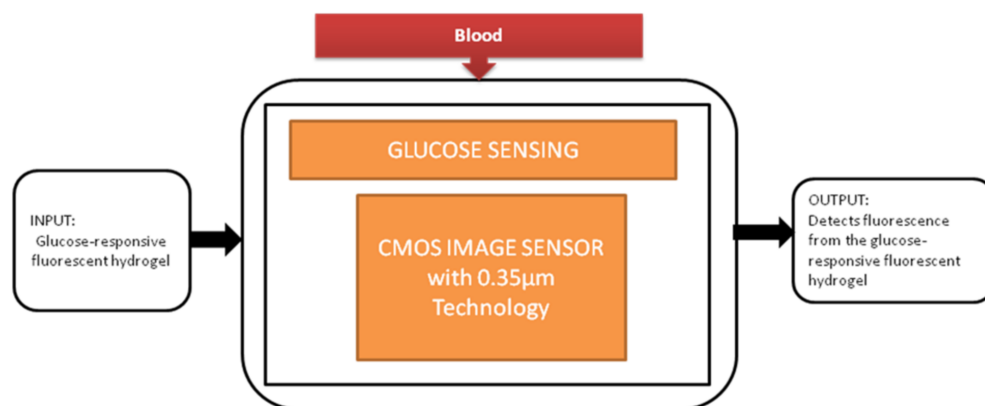 Blood
GLUCOSE SENSING
INPUT:
Glucose-responsive
fluorescent hydrogel
CMOS IMAGE SENSOR
with 0.35µm
Technology
OUTPUT:
Detects fluorescence
from the glucose-
responsive fluorescent
hydrogel